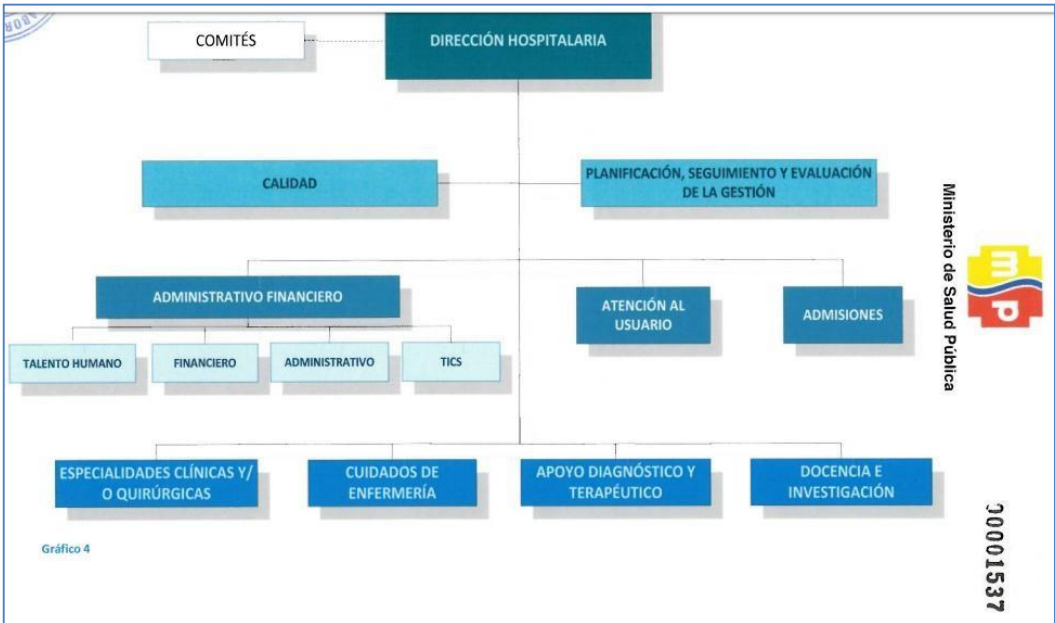 COMITÉS
DIRECCIÓN HOSPITALARIA
CALIDAD
PLANIFICACIÓN, SEGUIMIENTO Y EVALUACIÓN
DE LA GESTIÓN
ADMINISTRATIVO FINANCIERO
ATENCIÓN AL
USUARIO
ADMISIONES
TALENTO HUMANO
FINANCIERO
ADMINISTRATIVO
TICS
ESPECIALIDADES CLÍNICAS Y/
O QUIRÚRGICAS
CUIDADOS DE
ENFERMERÍA
APOYO DIAGNÓSTICO Y
TERAPÉUTICO
DOCENCIA E
INVESTIGACIÓN
Gráfico 4
Ministerio de Salud Pública
00001537